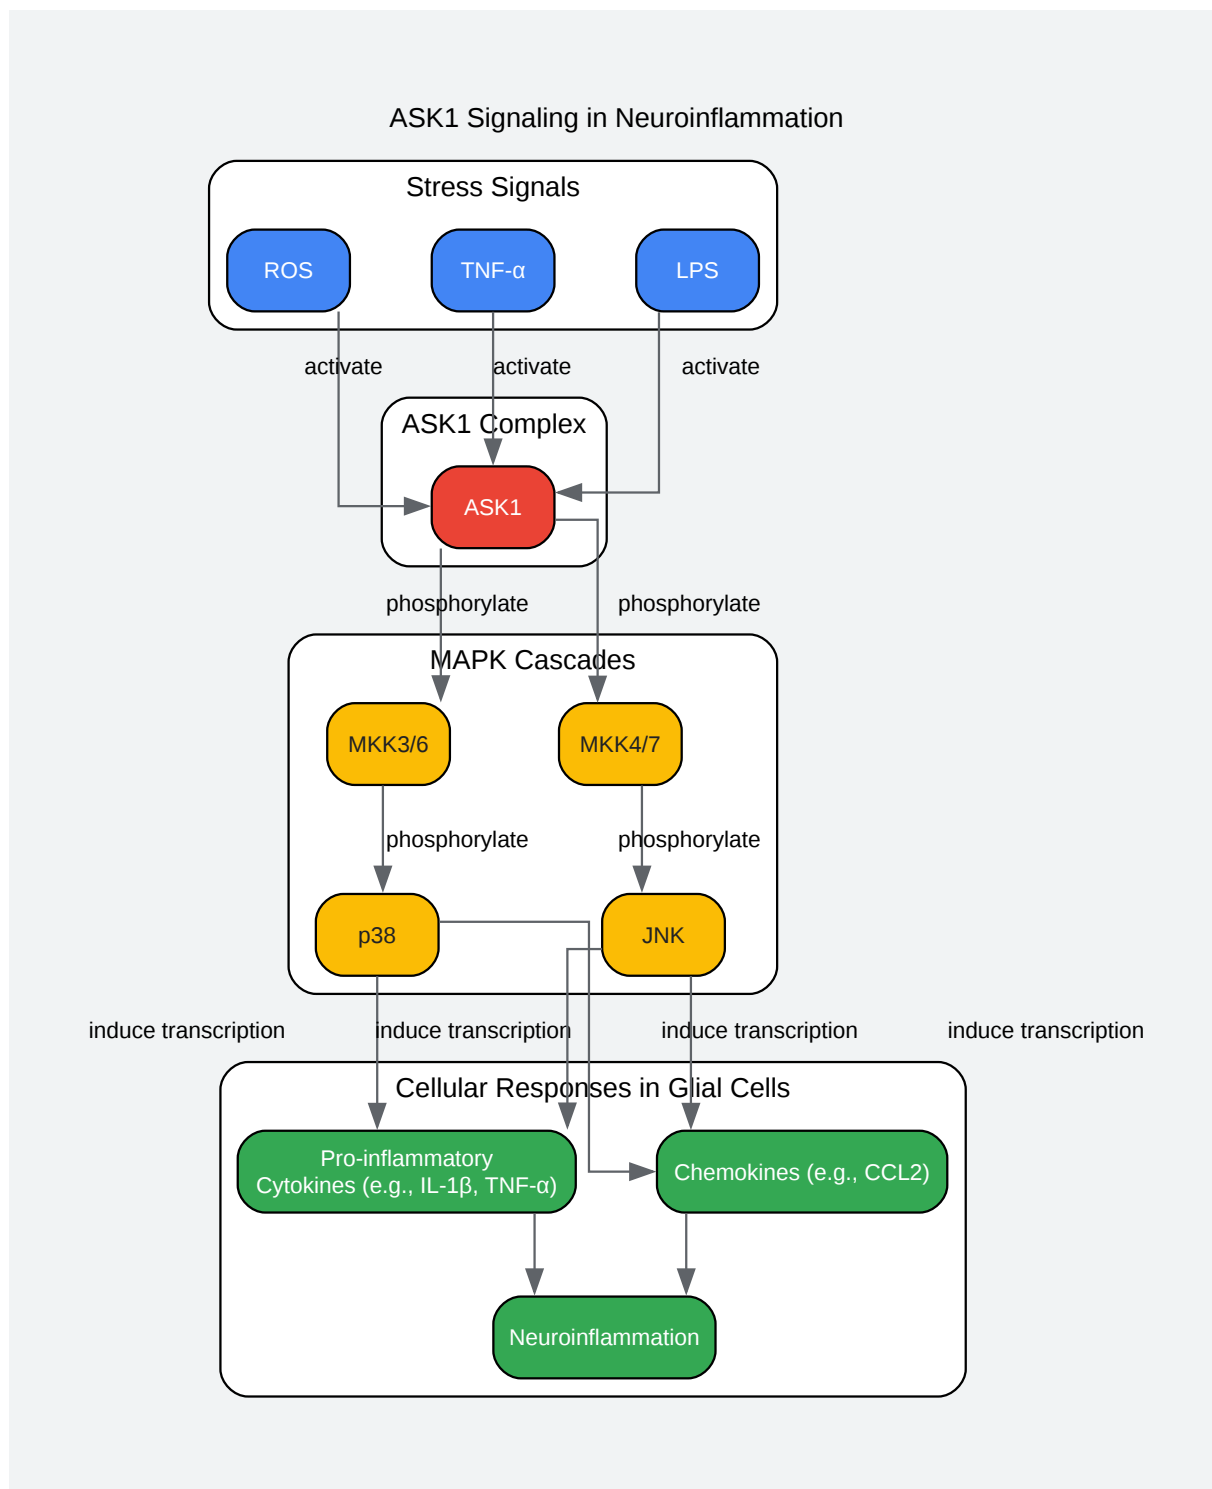 ASK1 Signaling in Neuroinflammation
Stress Signals
ROS
TNF-α
LPS
activate
activate
activate
ASK1 Complex
ASK1
phosphorylate
phosphorylate
MAPK Cascades
MKK3/6
MKK4/7
phosphorylate
phosphorylate
p38
JNK
induce transcription
induce transcription
induce transcription
induce transcription
Cellular Responses in Glial Cells
Pro-inflammatory
Cytokines (e.g., IL-1β, TNF-α)
Chemokines (e.g., CCL2)
Neuroinflammation